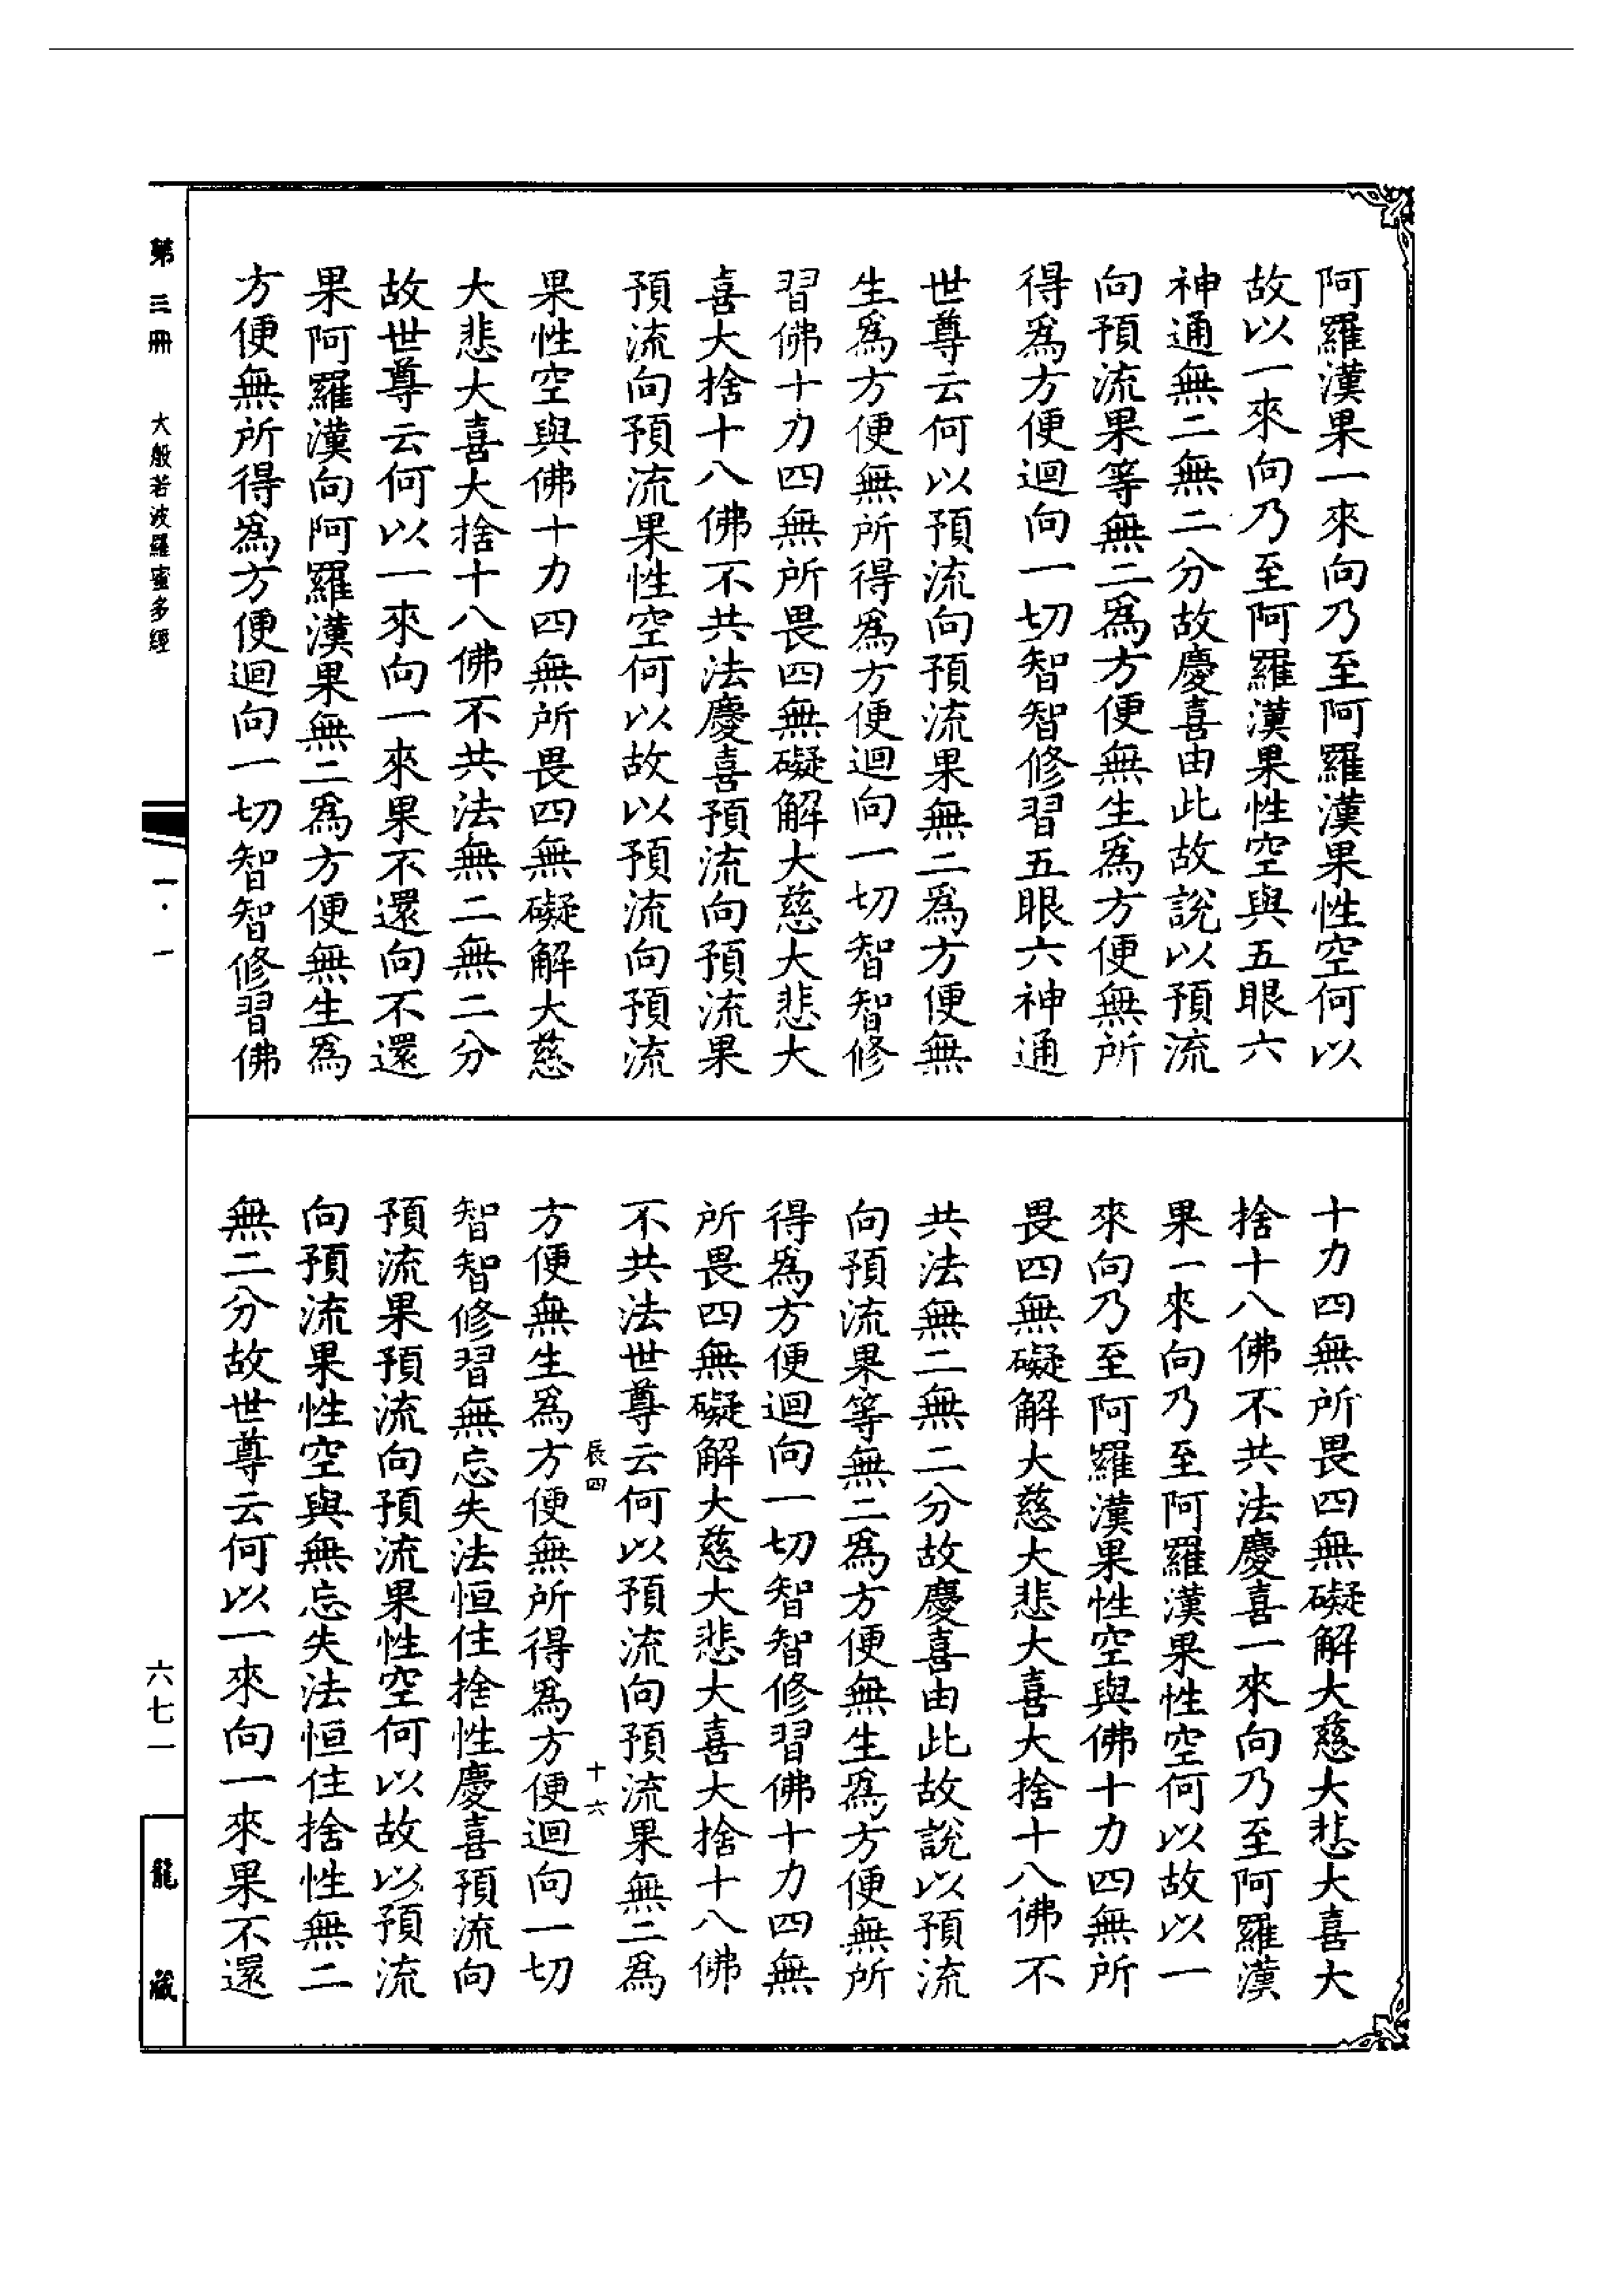 阿羅漢果一來向乃至阿羅漢果性空何以
故以一來向乃至阿羅漢果性空與五眼六
神通無二無二分故慶喜由此故說以預流
向預流果等無二爲方便無生爲方便無所
得爲方便迴向一切智智修習五眼六神通
世尊云何以預流向預流果無二爲方便無
生爲方便無所得爲方便迴向一切智智修
習佛十力四無所畏四無礙解大慈大悲大
喜大捨十八佛不共法慶喜預流向預流果
預流向預流果性空何以故以預流向預流
果性空與佛十力四無所畏四無礙解大慈
大悲大喜大捨十八佛不共法無二無二分
故世尊云何以一來向一來果不還向不還
果阿羅漢向阿羅漢果無二爲方便無生爲
方便無所得爲方便迴向一切智智修習佛
十力四無所畏四無礙解大慈大悲大喜大
捨十八佛不共法慶喜一來向乃至阿羅漢
果一來向乃至阿羅漢果性空何以故以一
來向乃至阿羅漢果性空與佛十力四無所
畏四無礙解大慈大悲大喜大捨十八佛不
共法無二無二分故慶喜由此故說以預流
向預流果等無二爲方便無生爲方便無所
得爲方便迴向一切智智修習佛十力四無
所畏四無礙解大慈大悲大喜大捨十八佛
不共法世尊云何以預流向預流果無二爲
辰四 十六
方便無生爲方便無所得爲方便迴向一切
智智修習無忘失法恒住捨性慶喜預流向
預流果預流向預流果性空何以故以預流
向預流果性空與無忘失法恒住捨性無二
無二分故世尊云何以一來向一來果不還
第三冊 大般若波羅蜜多經 一·一 六七一 龍藏